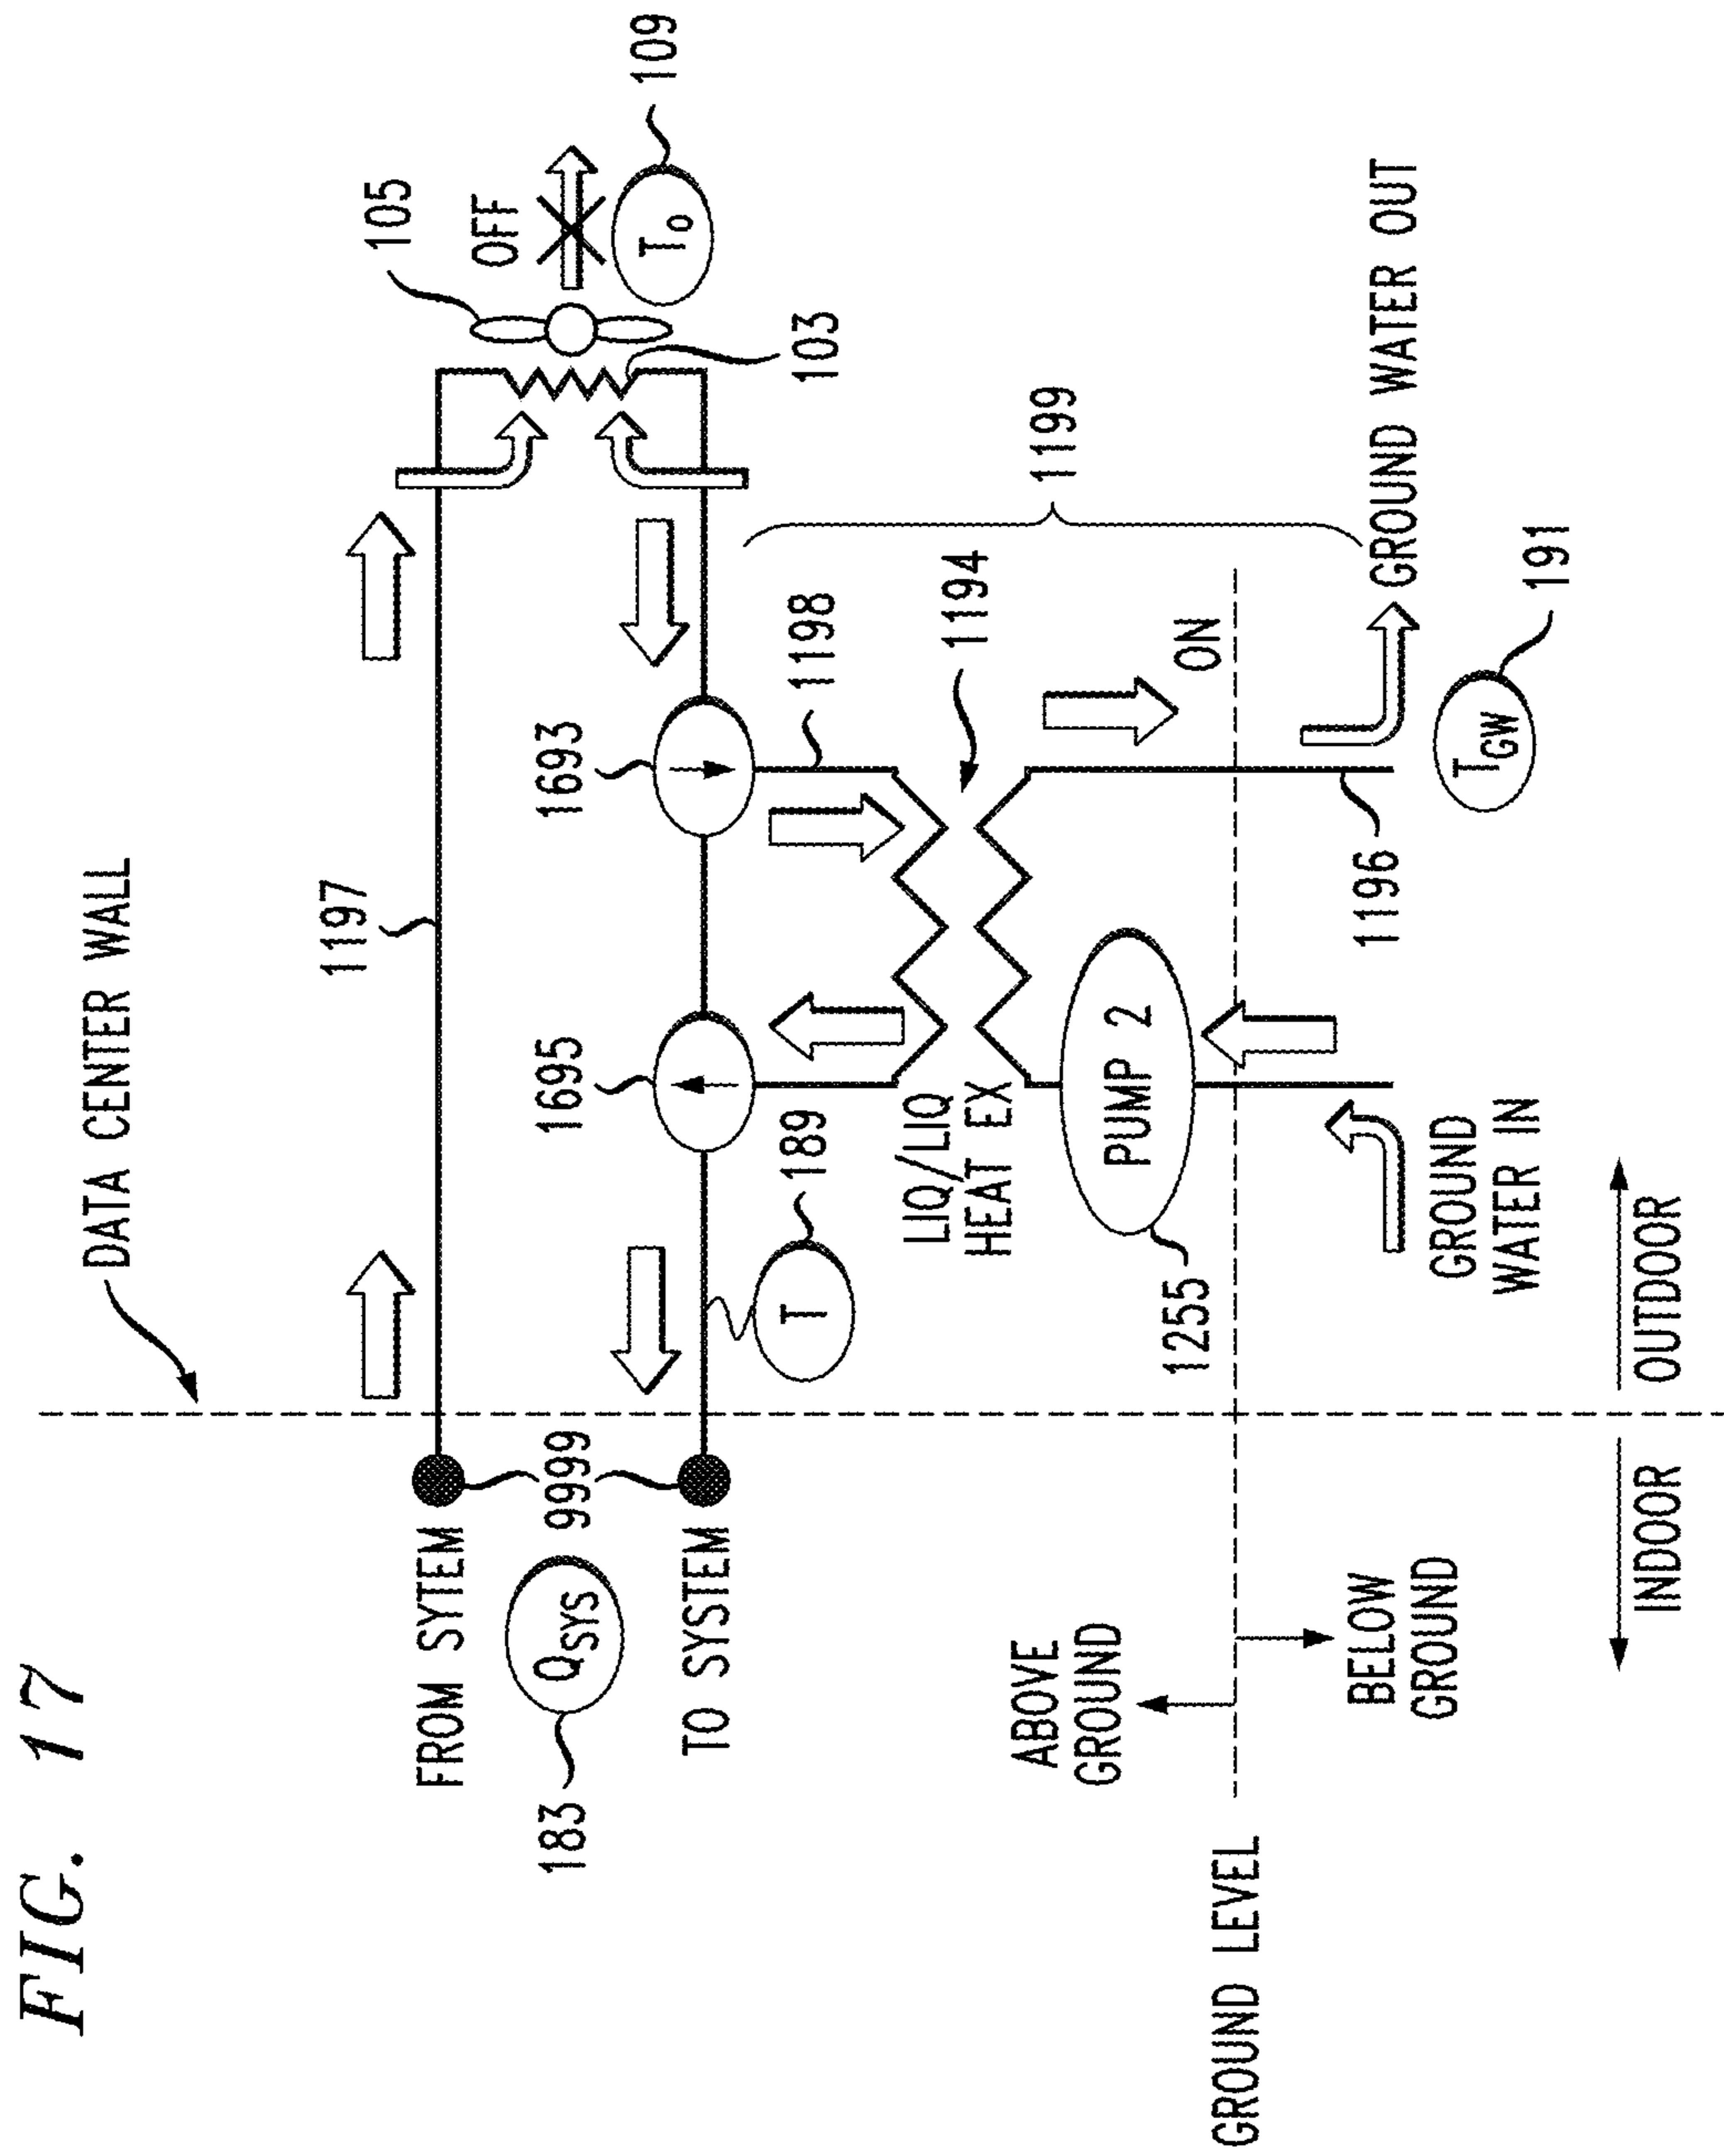 FIG. 17
DATA CENTER WALL
1197
105
OFF
109
T0
103
FROM SYTEM
183
QSYS
9999
TO SYSTEM
1695
1693
189
T
1198
1199
1194
LIQ/LIQ
HEAT EX
PUMP 2
1255
ON
GROUND LEVEL
ABOVE
GROUND
BELOW
GROUND
GROUND
WATER IN
1196
GROUND WATER OUT
TGW
191
INDOOR
OUTDOOR